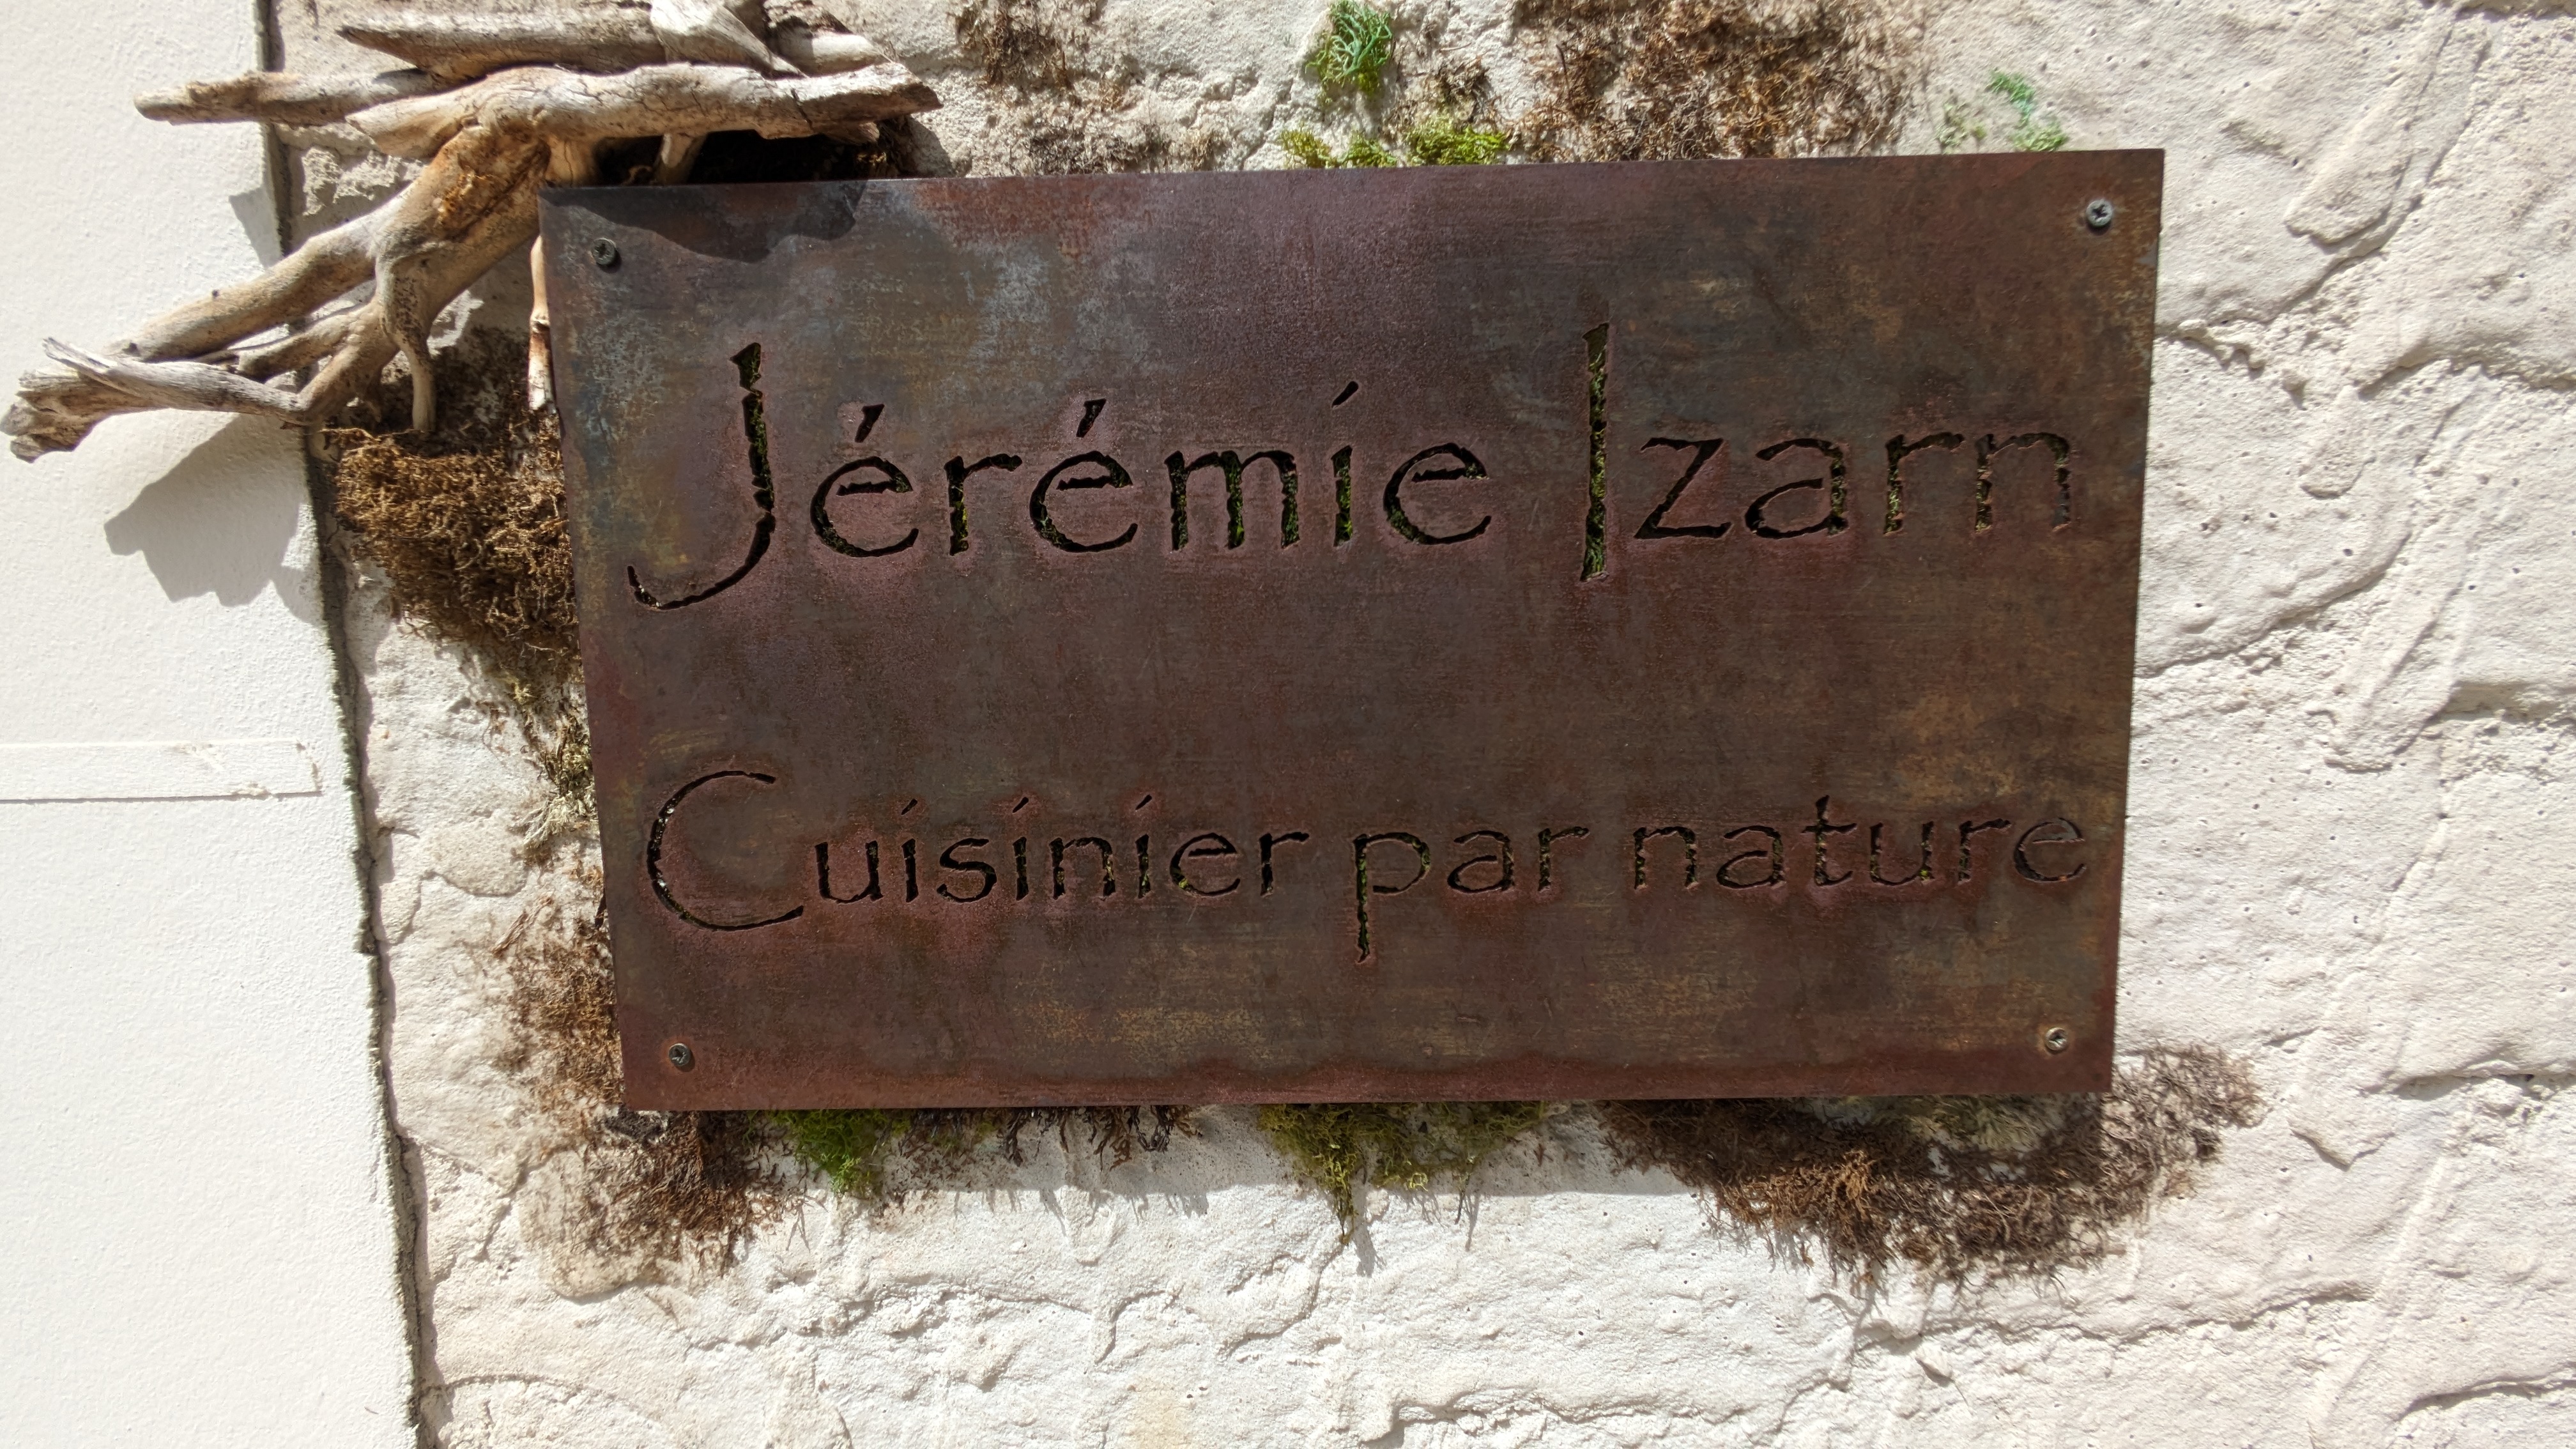 Jérémie Izarn
Cuisinier par nature